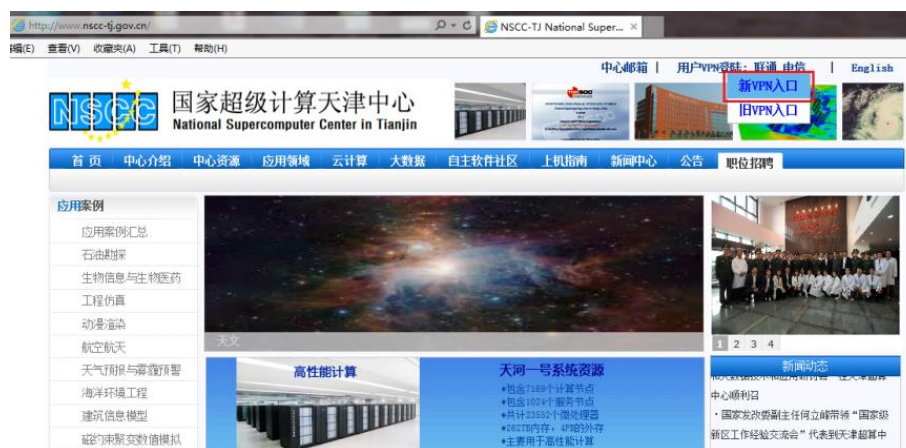 http://www.nscc-tj.gov.cn/
NSCC-TJ National Super...
编辑(E) 查看(V) 收藏夹(A) 工具(T) 帮助(H)
中心邮箱 | 用户VPN登陆: 联通 电信 | English
新VPN入口
旧VPN入口
NSCC 国家超级计算天津中心
National Supercomputer Center in Tianjin
首 页 中心介绍 中心资源 应用领域 云计算 大数据 自主软件社区 上机指南 新闻中心 公告 职位招聘
应用案例
应用案例汇总
石油勘探
生物信息与生物医药
工程仿真
动漫渲染
航空航天
天气预报与雾霾预警
海洋环境工程
建筑信息模型
磁约束聚变数值模拟
天文
1 2 3 4
高性能计算
天河一号系统资源
包含7168个计算节点
包含1024个服务节点
共计23552个微处理器
262TB内存, 4PB的外存
主要用于高性能计算
新闻动态
中心顺利召
·国家发改委副主任何立峰带领“国家级
新区工作经验交流会”代表到天津超算中